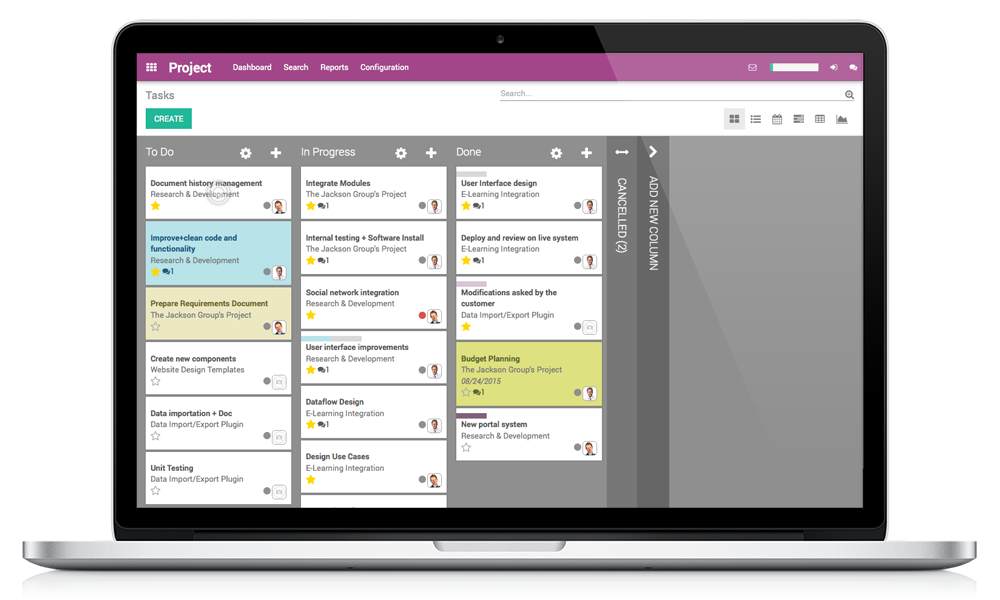 Project
Dashboard Search Reports Configuration
Tasks
Search...
CREATE
To Do
Document history management
Research & Development
Improve+clean code and
functionality
Research & Development
1
Prepare Requirements Document
The Jackson Group's Project
Create new components
Website Design Templates
Data importation + Doc
Data Import/Export Plugin
Unit Testing
Data Import/Export Plugin
In Progress
Integrate Modules
The Jackson Group's Project
1
Internal testing + Software Install
The Jackson Group's Project
1
Social network integration
Research & Development
User interface improvements
Research & Development
1
Dataflow Design
E-Learning Integration
1
Design Use Cases
E-Learning Integration
Done
User Interface design
E-Learning Integration
1
Deploy and review on live system
E-Learning Integration
1
Modifications asked by the
customer
Data Import/Export Plugin
Budget Planning
The Jackson Group's Project
08/24/2015
1
New portal system
Research & Development
CANCELLED (2)
ADD NEW COLUMN